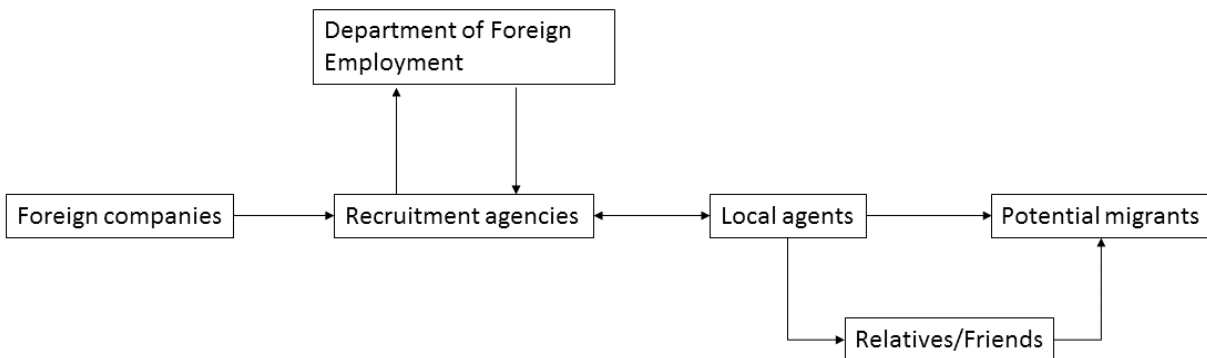 Department of Foreign
Employment
Foreign companies
Recruitment agencies
Local agents
Potential migrants
Relatives/Friends